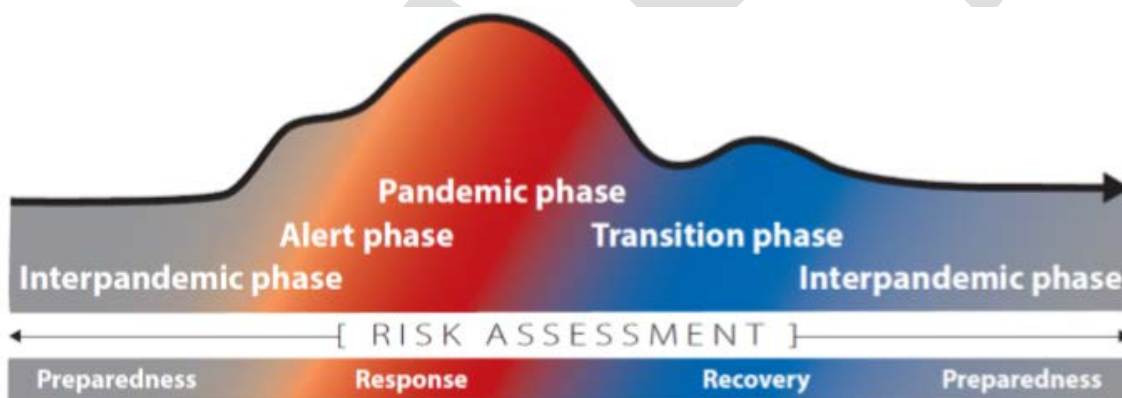 Pandemic phase
Alert phase Transition phase
Interpandemic phase Interpandemic phase
[ RISK ASSESSMENT ]
Preparedness Response Recovery Preparedness